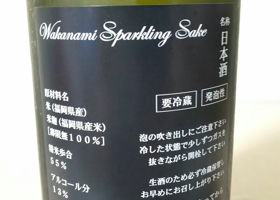 Wakanami Sparkling Sake
名称
日本酒
要冷蔵
発泡性
原材料名
米（福岡県産）
米麹（福岡県産米）
【麹限無100%】
精米歩合
55%
アルコール分
13%
泡の吹き出しにご注意下さい
冷した状態で少しずつガスを
抜きながら開栓して下さい
生酒のため必ず冷蔵保管し
お早めにお召し上がり下さい